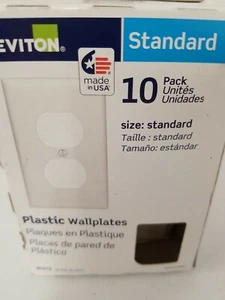 EVITON
Standard
made
in USA
10 Pack
Unités
Unidades
size: standard
Taille : standard
Tamaño: estándar
Plastic Wallplates
Plaques en Plastique
Placas de pared de
Plástico